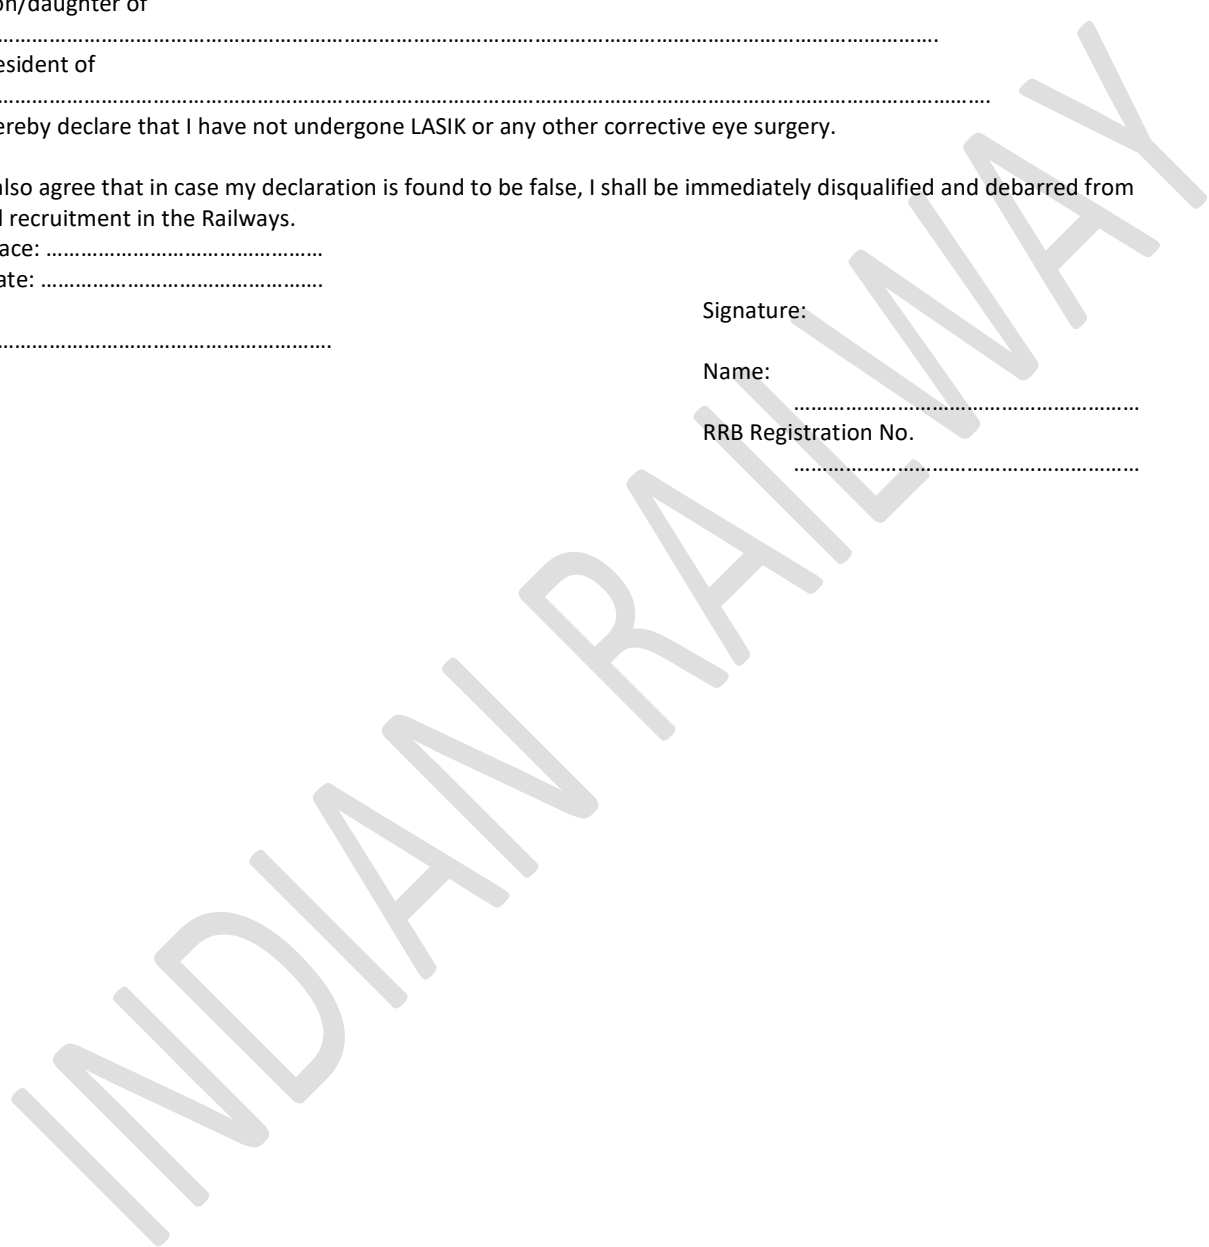 on/daughter of
……………………………………………………………………………………………………………………………………………….
esident of
……………………………………………………………………………………………………………………………………………………….
ereby declare that I have not undergone LASIK or any other corrective eye surgery.
also agree that in case my declaration is found to be false, I shall be immediately disqualified and debarred from
l recruitment in the Railways.
ace: …………………………………………
ate: ………………………………………….
Signature:
………………………………………………….
Name:
……………………………………………………
RRB Registration No.
……………………………………………………
INDIAN RAILWAY